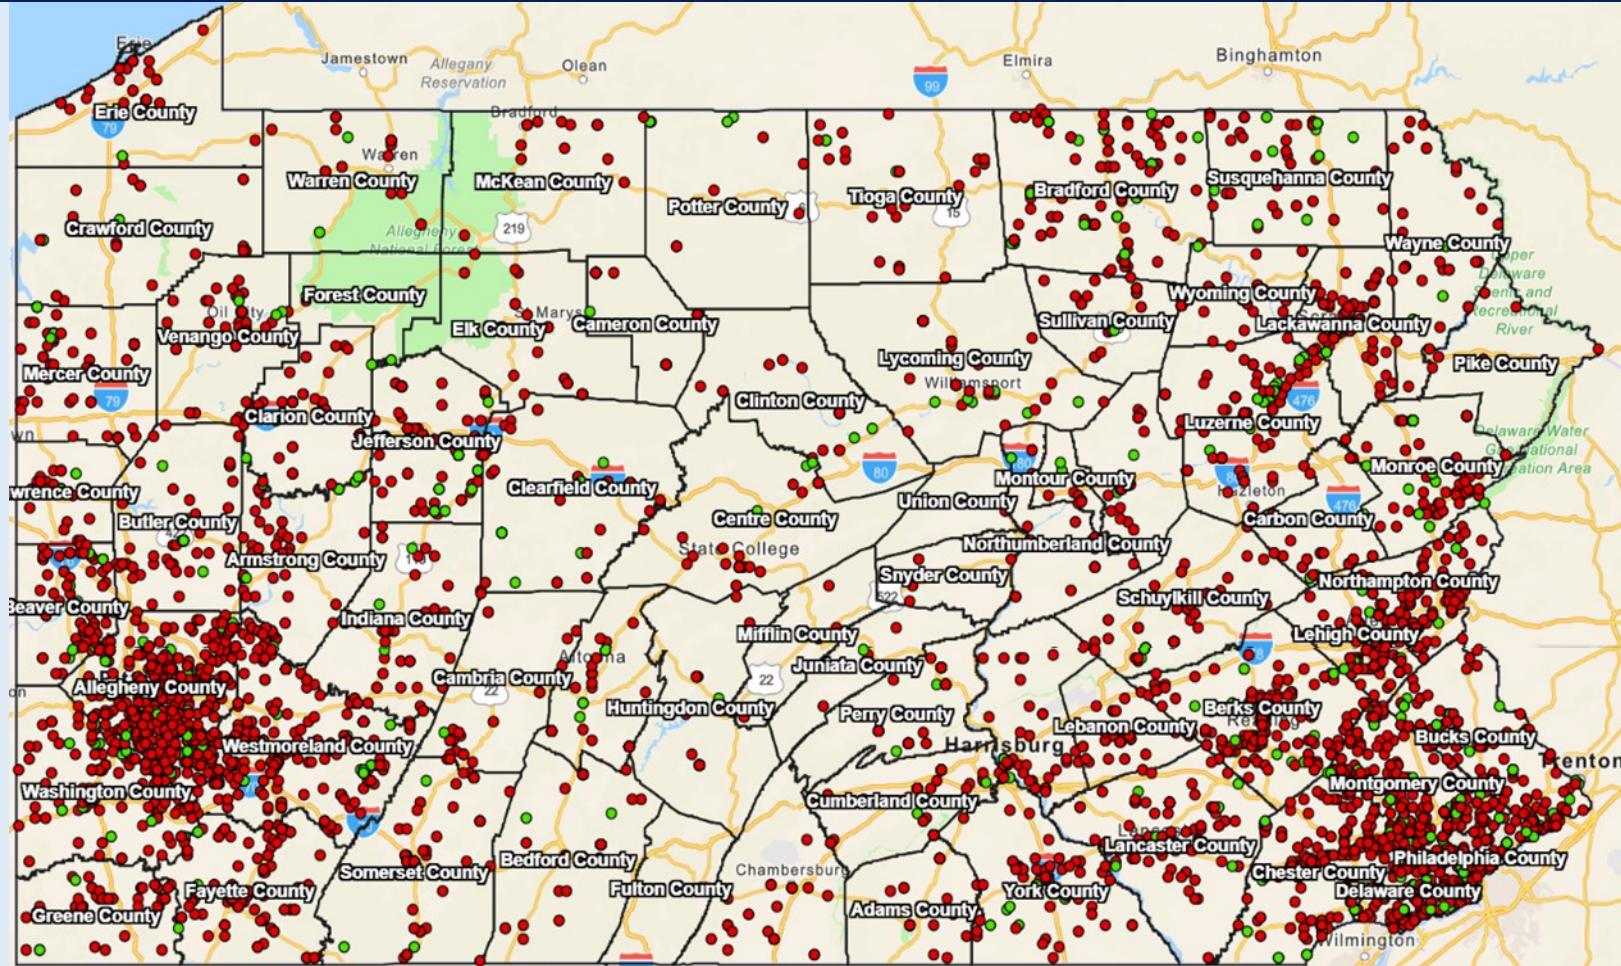 Erie
Jamestown
Allegany
Reservation
Olean
Elmira
Binghamton
99
Erie County
79
Bradford
Warren
Warren County
McKean County
Potter County
Tioga County
15
Bradford County
Susquehanna County
Crawford County
219
Allegheny
National Forest
Wayne County
Upper
Delaware
Scenic and
Recreational
River
Forest County
Oil City
Venango County
Elk County
Cameron County
Wyoming County
Sullivan County
Lackawanna County
Mercer County
79
Lycoming County
Williamsport
Pike County
Clinton County
476
Clarion County
Jefferson County
Luzerne County
Delaware Water
Gap National
Recreation Area
80
80
Monroe County
wrence County
Clearfield County
Montour County
Union County
Hazleton
476
Butler County
Centre County
Carbon County
State College
Northumberland County
Armstrong County
Snyder County
522
Northampton County
Beaver County
Schuylkill County
Indiana County
Mifflin County
Lehigh County
Altoona
Juniata County
Cambria County
22
22
Allegheny County
Huntingdon County
Perry County
Berks County
Reading
Lebanon County
Harrisburg
Bucks County
Westmoreland County
Trenton
Washington County
Montgomery County
Cumberland County
Lancaster County
Bedford County
Philadelphia County
Somerset County
Chambersburg
Chester County
Fayette County
Fulton County
York County
Delaware County
Greene County
Adams County
Wilmington